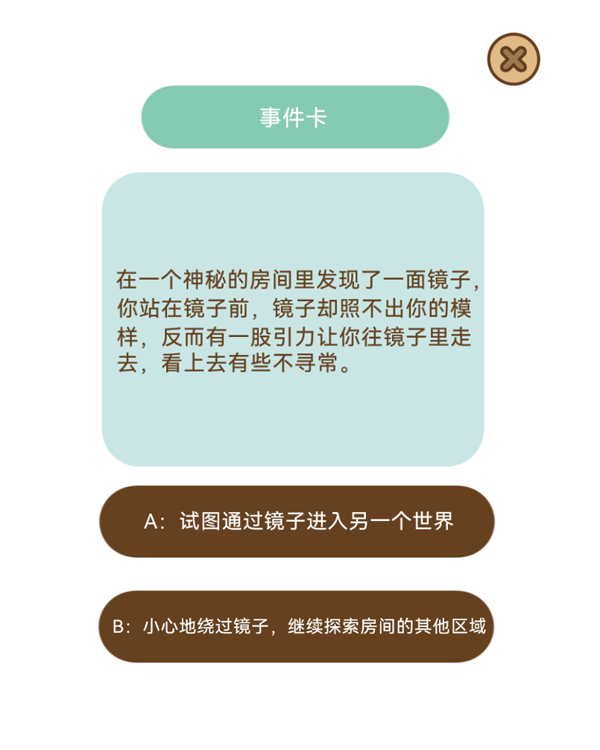 事件卡
在一个神秘的房间里发现了一面镜子，
你站在镜子前，镜子却照不出你的模
样，反而有一股引力让你往镜子里走
去，看上去有些不寻常。
A：试图通过镜子进入另一个世界
B：小心地绕过镜子，继续探索房间的其他区域